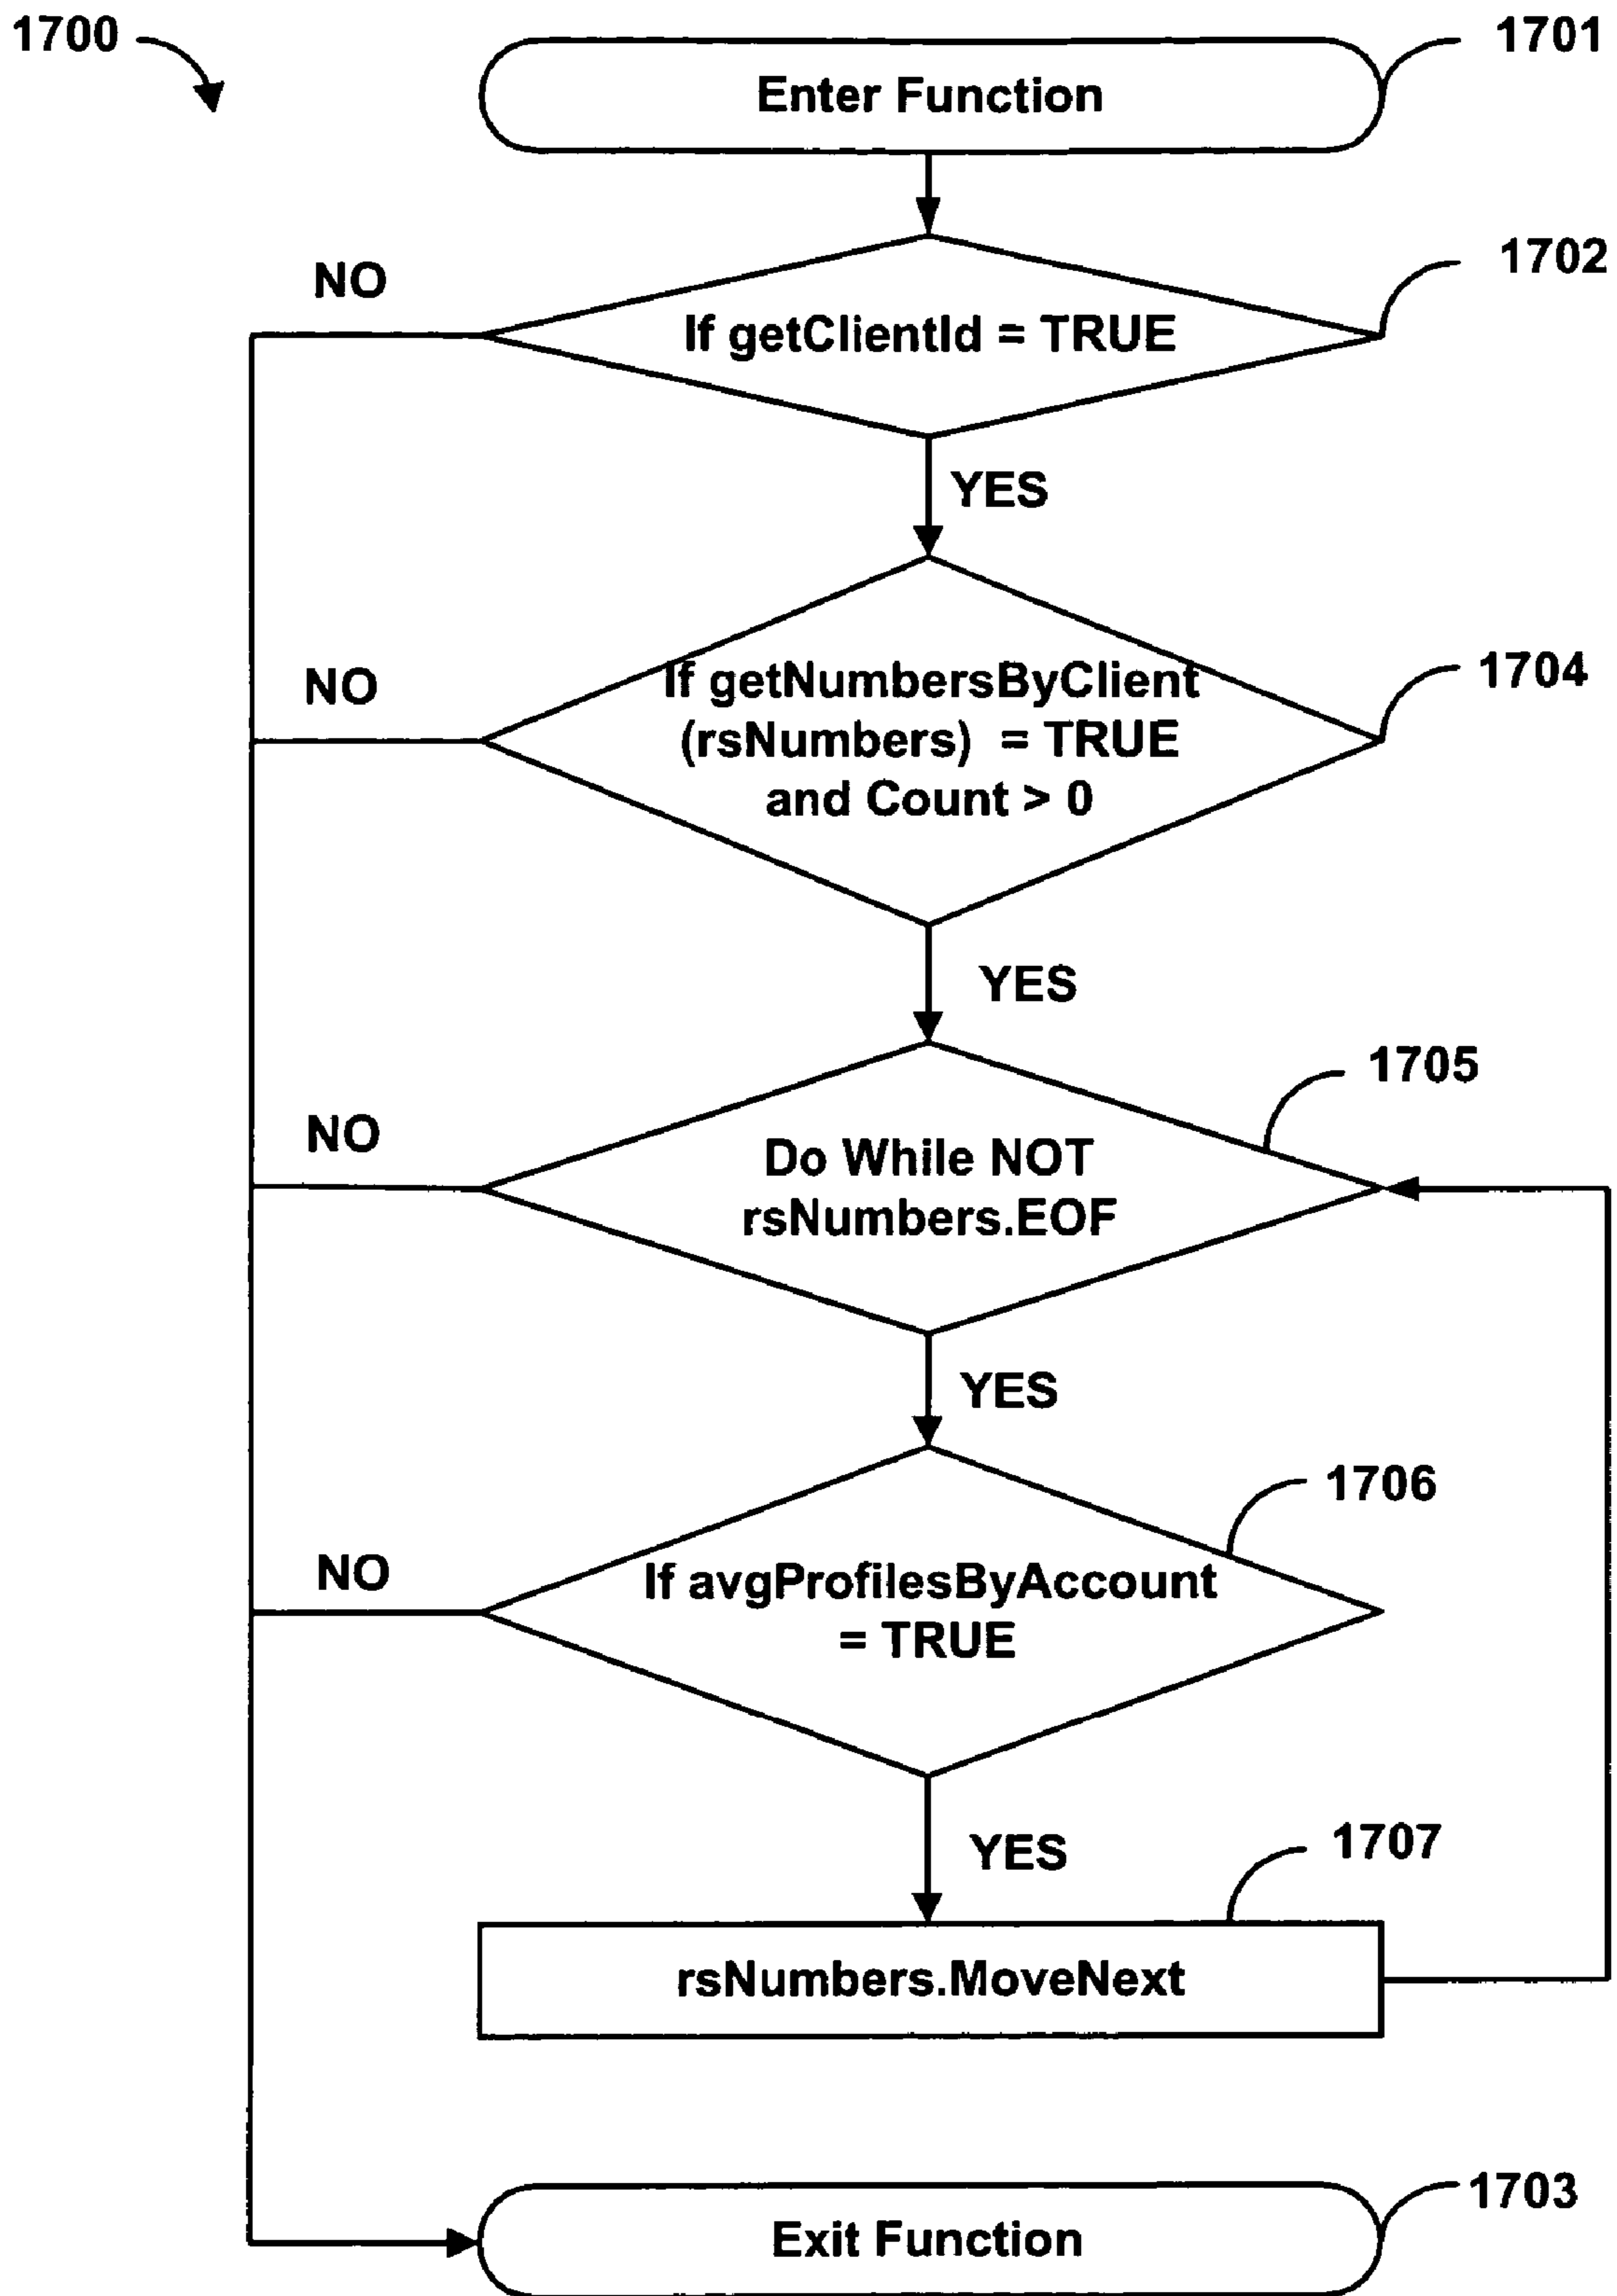 1700
1701
Enter Function
1702
NO
If getClientId = TRUE
YES
1704
NO
If getNumbersByClient
(rsNumbers) = TRUE
and Count > 0
YES
1705
NO
Do While NOT
rsNumbers.EOF
YES
1706
NO
If avgProfilesByAccount
= TRUE
YES
1707
rsNumbers.MoveNext
1703
Exit Function